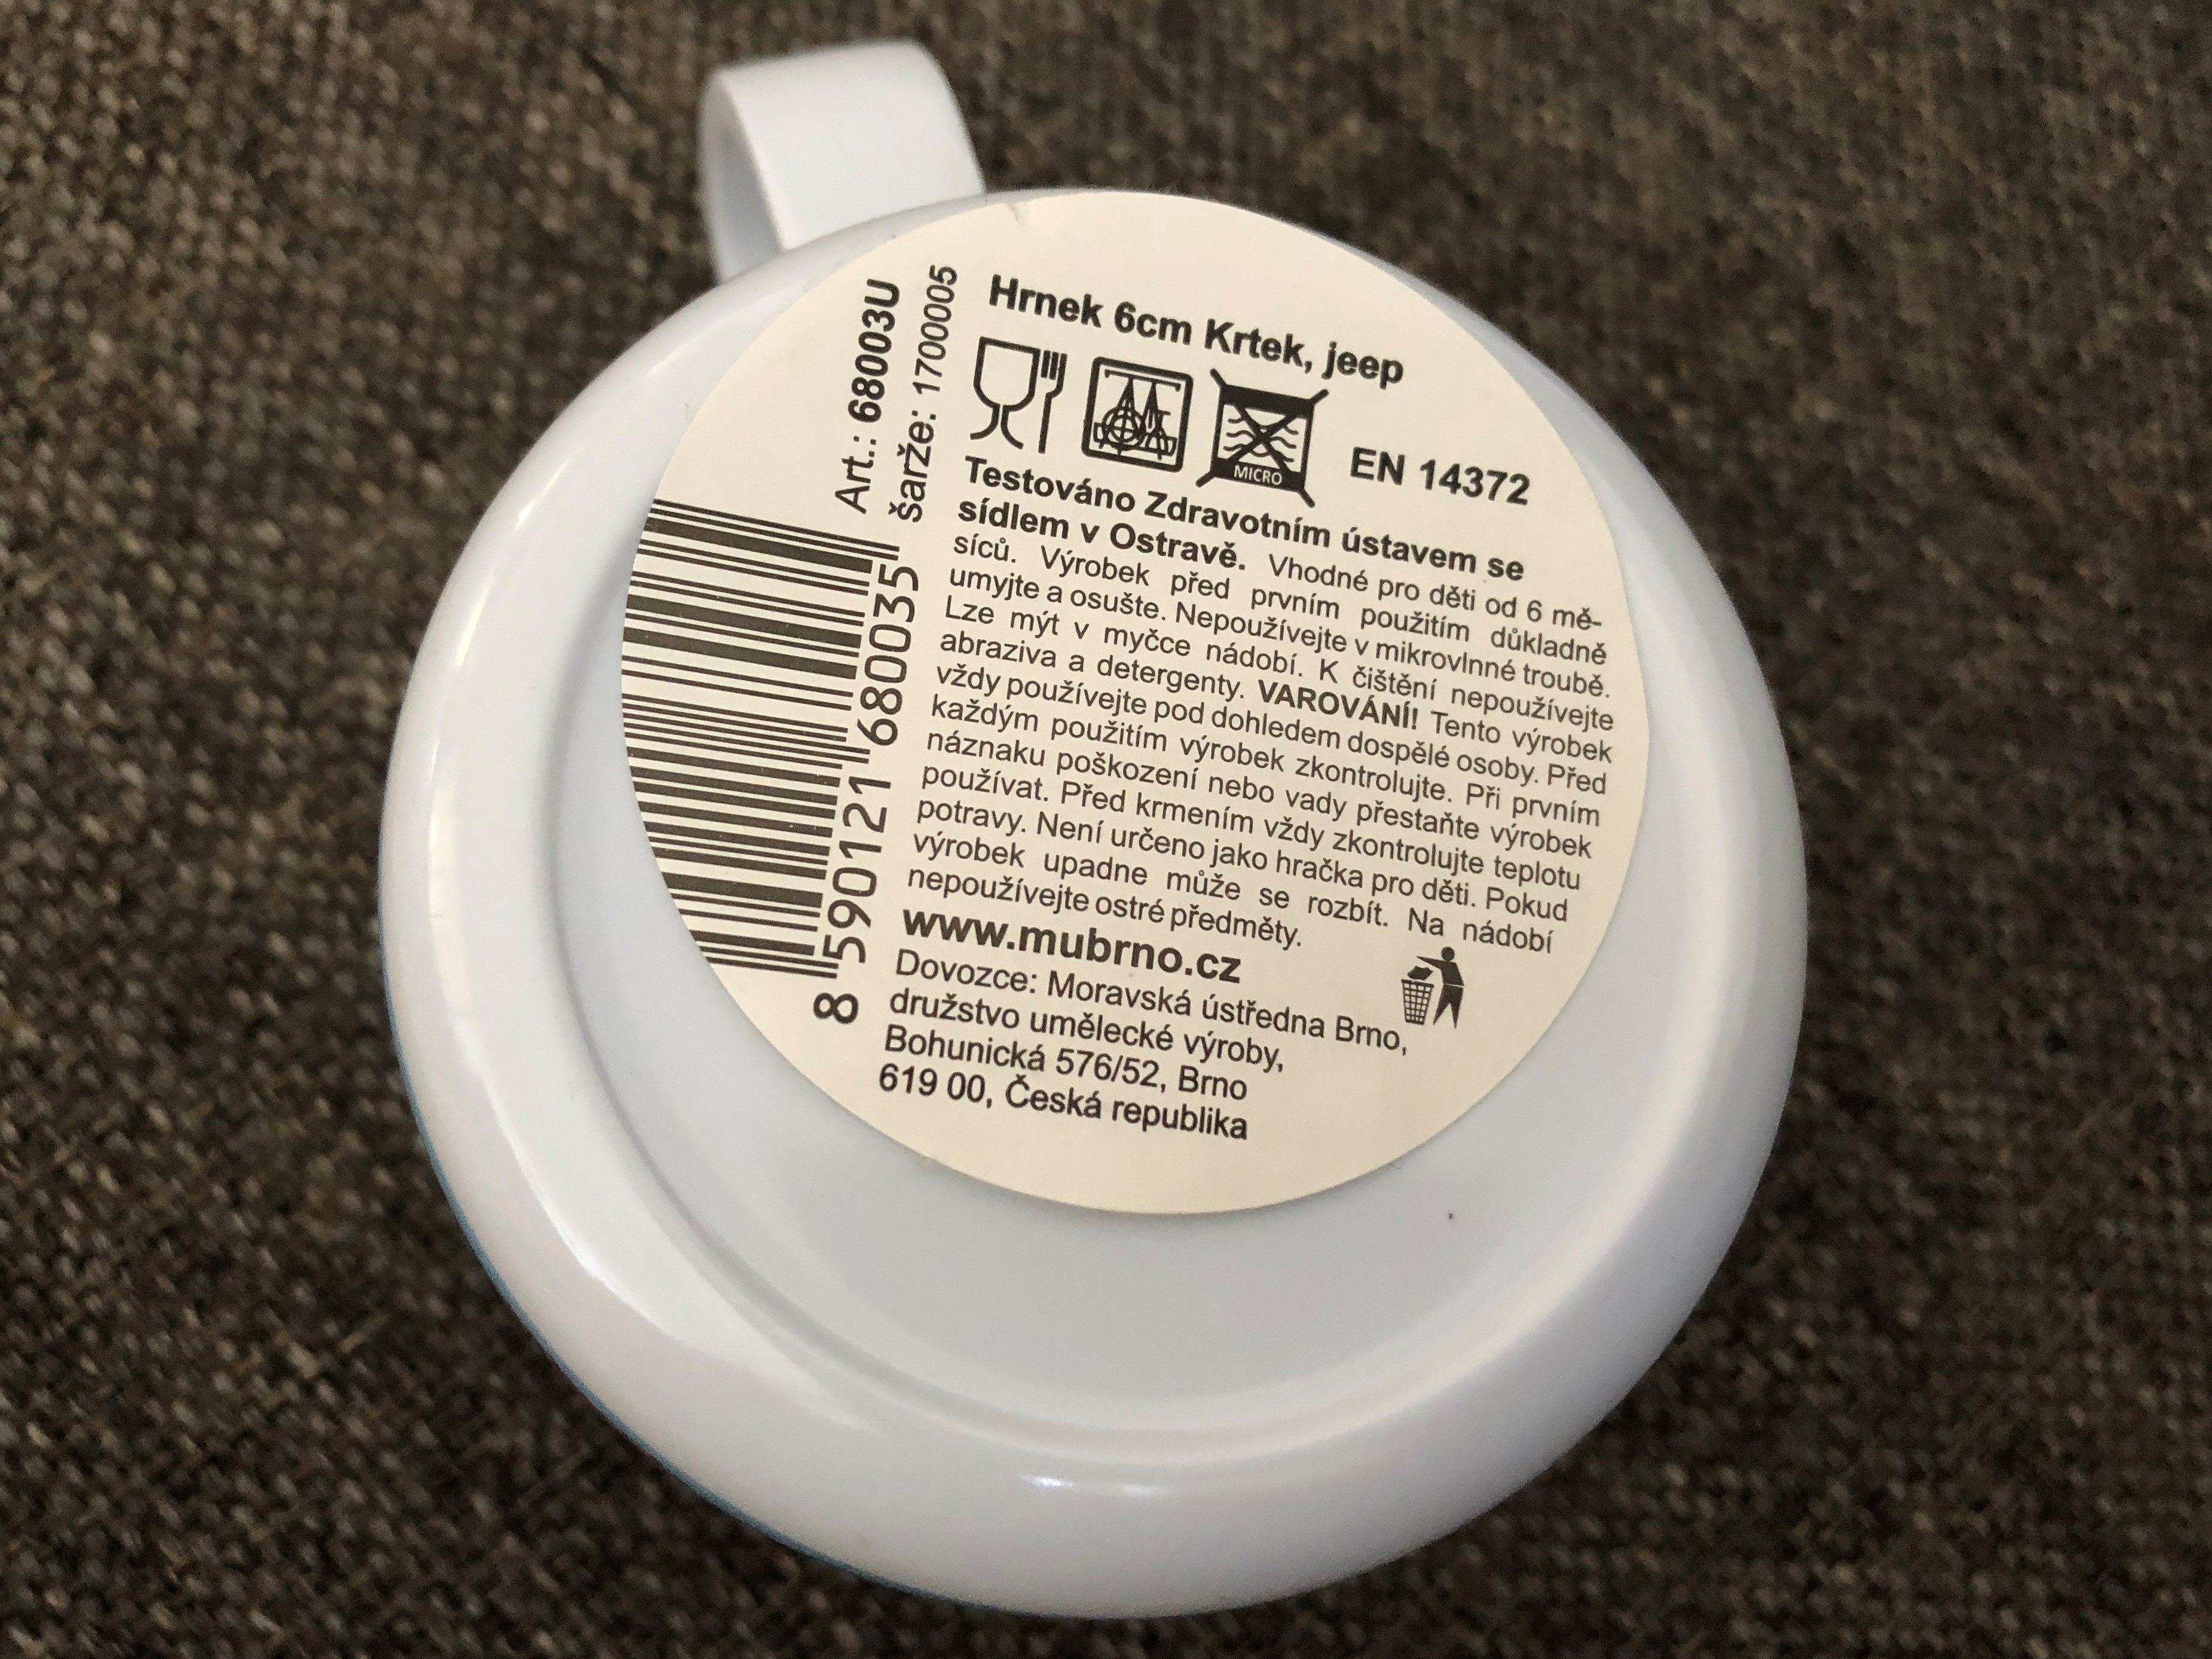 Art.: 68003U
šarže: 1700005
8 590121 680035
Hrnek 6cm Krtek, jeep
MICRO
EN 14372
Testováno Zdravotním ústavem se
sídlem v Ostravě. Vhodné pro děti od 6 mě-
síců. Výrobek před prvním použitím důkladně
umyjte a osušte. Nepoužívejte v mikrovlnné troubě.
Lze mýt v myčce nádobí. K čištění nepoužívejte
abraziva a detergenty. VAROVÁNÍ! Tento výrobek
vždy používejte pod dohledem dospělé osoby. Před
každým použitím výrobek zkontrolujte. Při prvním
náznaku poškození nebo vady přestaňte výrobek
používat. Před krmením vždy zkontrolujte teplotu
potravy. Není určeno jako hračka pro děti. Pokud
výrobek upadne může se rozbít. Na nádobí
nepoužívejte ostré předměty.
www.mubrno.cz
Dovozce: Moravská ústředna Brno,
družstvo umělecké výroby,
Bohunická 576/52, Brno
619 00, Česká republika